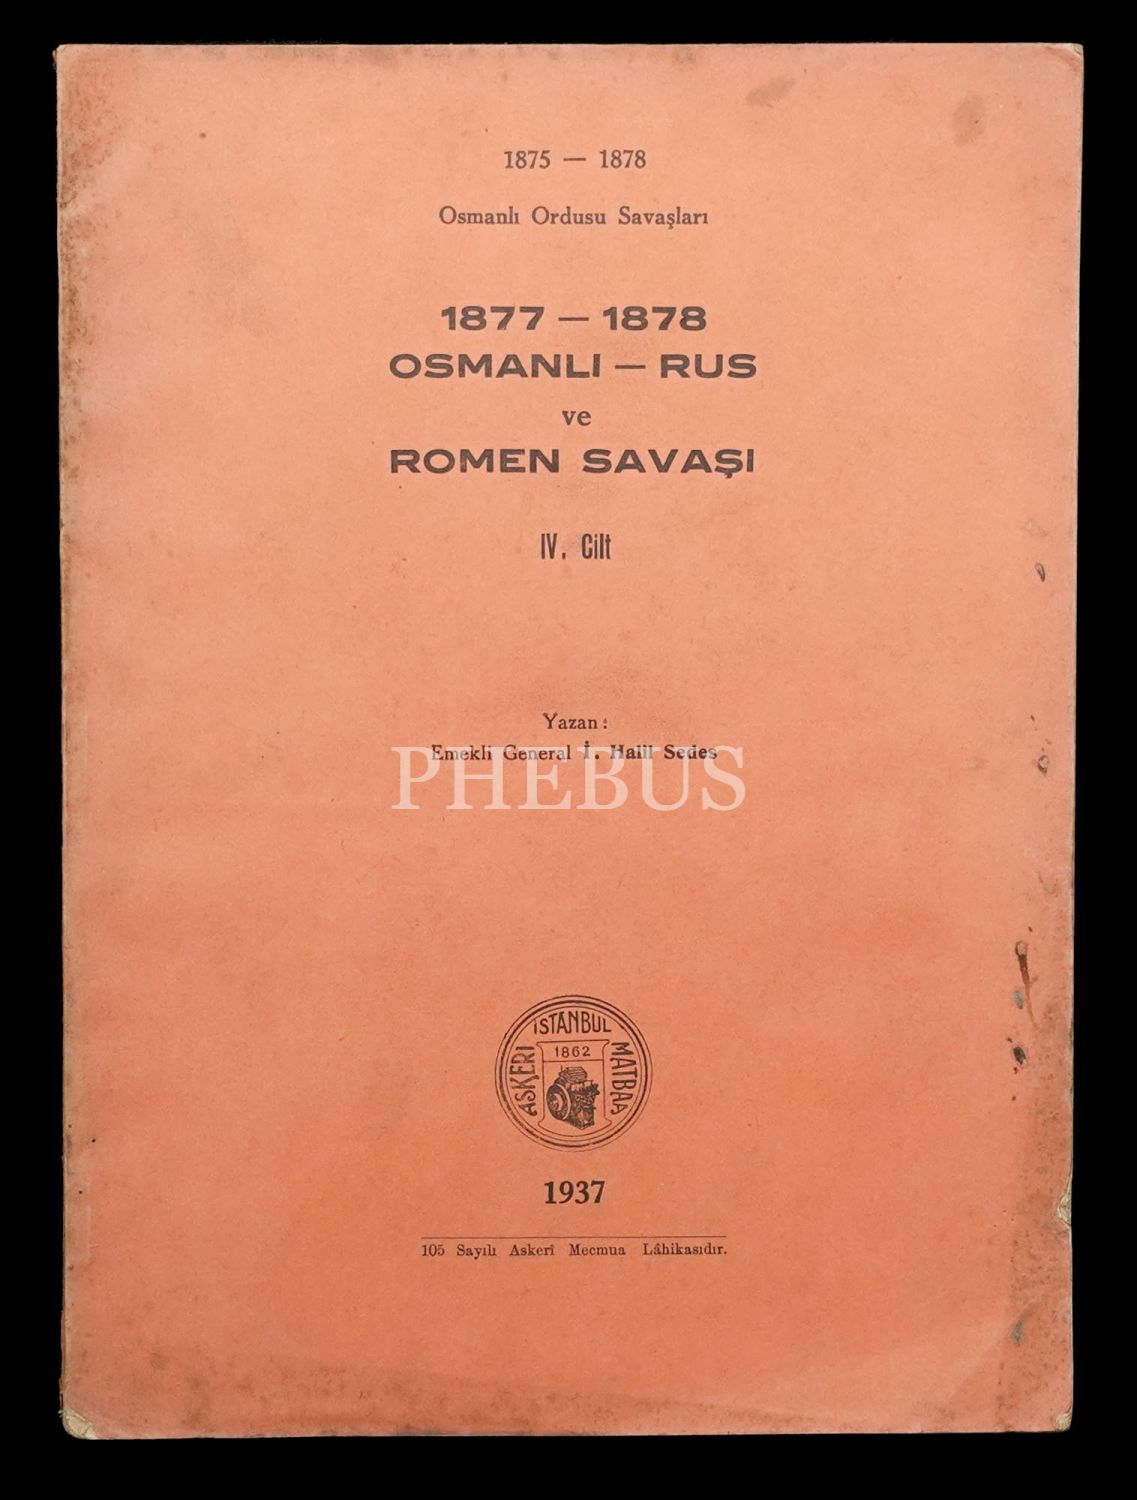 1875 — 1878
Osmanlı Ordusu Savaşları
1877 — 1878
OSMANLI — RUS
ve
ROMEN SAVAŞI
IV. Cilt
Yazan :
Emekli General İ. Halil Sedes
PHEBUS
İSTANBUL
ASKERİ
MATBAA
1862
1937
105 Sayılı Askerî Mecmua Lâhikasıdır.